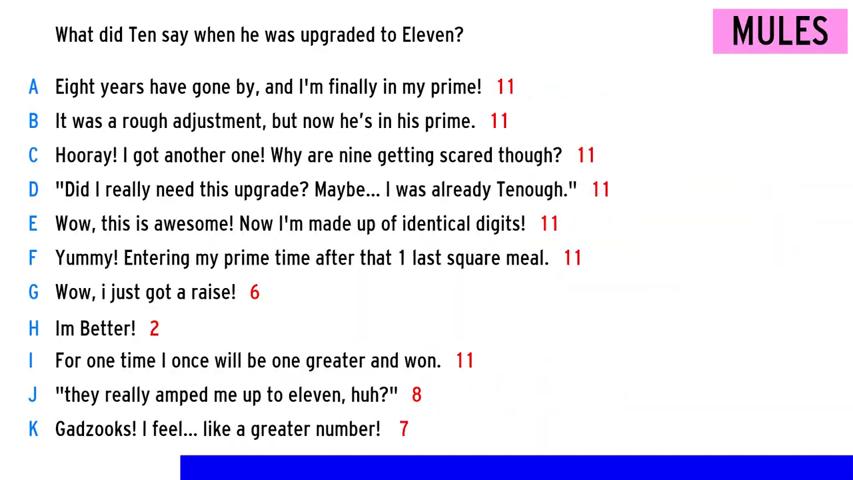 What did Ten say when he was upgraded to Eleven?
MULES
A Eight years have gone by, and I'm finally in my prime! 11
B It was a rough adjustment, but now he's in his prime. 11
C Hooray! I got another one! Why are nine getting scared though? 11
D "Did I really need this upgrade? Maybe... I was already Tenough." 11
E Wow, this is awesome! Now I'm made up of identical digits! 11
F Yummy! Entering my prime time after that 1 last square meal. 11
G Wow, i just got a raise! 6
H Im Better! 2
I For one time I once will be one greater and won. 11
J "they really amped me up to eleven, huh?" 8
K Gadzooks! I feel... like a greater number! 7